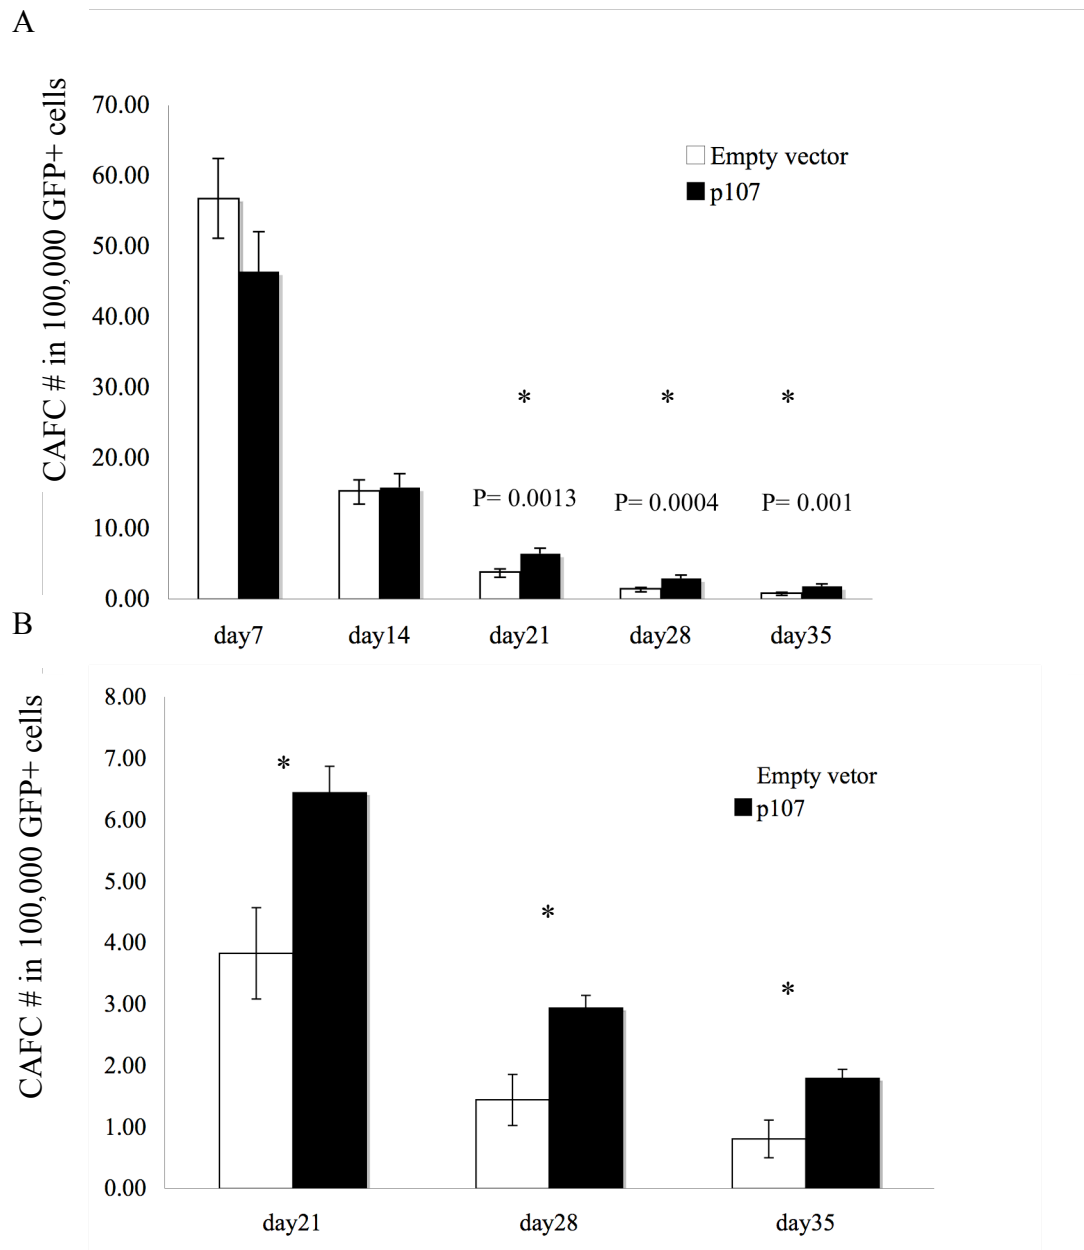 A
CAFC # in 100,000 GFP+ cells
70.00
60.00
50.00
40.00
30.00
20.00
10.00
0.00
Empty vector
p107
* * *
P= 0.0013 P= 0.0004 P= 0.001
day7 day14 day21 day28 day35
B
CAFC # in 100,000 GFP+ cells
8.00
7.00
6.00
5.00
4.00
3.00
2.00
1.00
0.00
Empty vetor
p107
*
*
*
day21 day28 day35